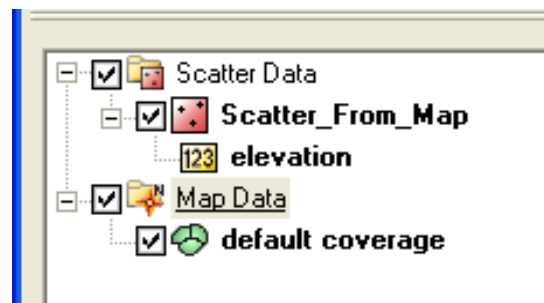 Scatter Data
Scatter_From_Map
123 elevation
N
Map Data
default coverage